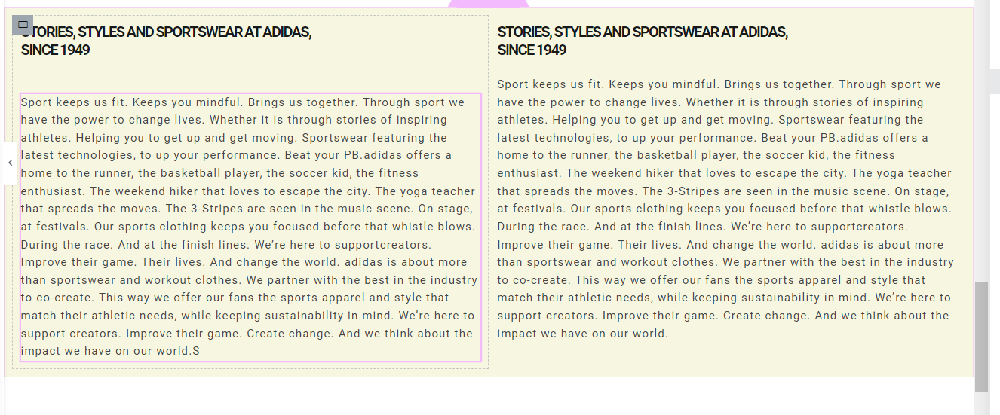 STORIES, STYLES AND SPORTSWEAR AT ADIDAS,
SINCE 1949
Sport keeps us fit. Keeps you mindful. Brings us together. Through sport we
have the power to change lives. Whether it is through stories of inspiring
athletes. Helping you to get up and get moving. Sportswear featuring the
latest technologies, to up your performance. Beat your PB.adidas offers a
home to the runner, the basketball player, the soccer kid, the fitness
enthusiast. The weekend hiker that loves to escape the city. The yoga teacher
that spreads the moves. The 3-Stripes are seen in the music scene. On stage,
at festivals. Our sports clothing keeps you focused before that whistle blows.
During the race. And at the finish lines. We’re here to supportcreators.
Improve their game. Their lives. And change the world. adidas is about more
than sportswear and workout clothes. We partner with the best in the industry
to co-create. This way we offer our fans the sports apparel and style that
match their athletic needs, while keeping sustainability in mind. We’re here to
support creators. Improve their game. Create change. And we think about the
impact we have on our world.S
STORIES, STYLES AND SPORTSWEAR AT ADIDAS,
SINCE 1949
Sport keeps us fit. Keeps you mindful. Brings us together. Through sport we
have the power to change lives. Whether it is through stories of inspiring
athletes. Helping you to get up and get moving. Sportswear featuring the
latest technologies, to up your performance. Beat your PB.adidas offers a
home to the runner, the basketball player, the soccer kid, the fitness
enthusiast. The weekend hiker that loves to escape the city. The yoga teacher
that spreads the moves. The 3-Stripes are seen in the music scene. On stage,
at festivals. Our sports clothing keeps you focused before that whistle blows.
During the race. And at the finish lines. We’re here to supportcreators.
Improve their game. Their lives. And change the world. adidas is about more
than sportswear and workout clothes. We partner with the best in the industry
to co-create. This way we offer our fans the sports apparel and style that
match their athletic needs, while keeping sustainability in mind. We’re here to
support creators. Improve their game. Create change. And we think about the
impact we have on our world.